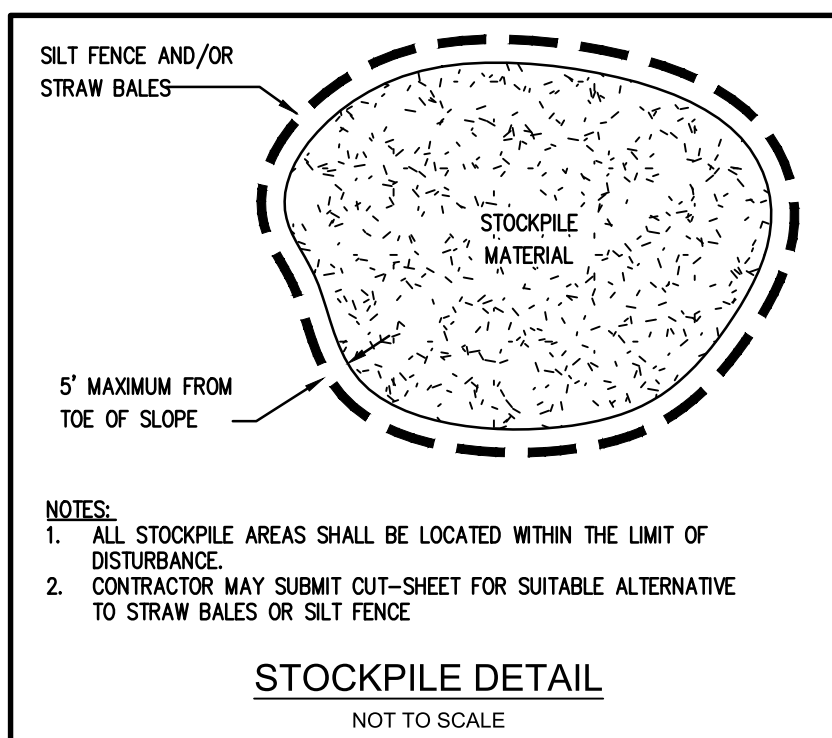 SILT FENCE AND/OR
STRAW BALES
STOCKPILE
MATERIAL
5' MAXIMUM FROM
TOE OF SLOPE
NOTES:
1. ALL STOCKPILE AREAS SHALL BE LOCATED WITHIN THE LIMIT OF
DISTURBANCE.
2. CONTRACTOR MAY SUBMIT CUT-SHEET FOR SUITABLE ALTERNATIVE
TO STRAW BALES OR SILT FENCE
STOCKPILE DETAIL
NOT TO SCALE